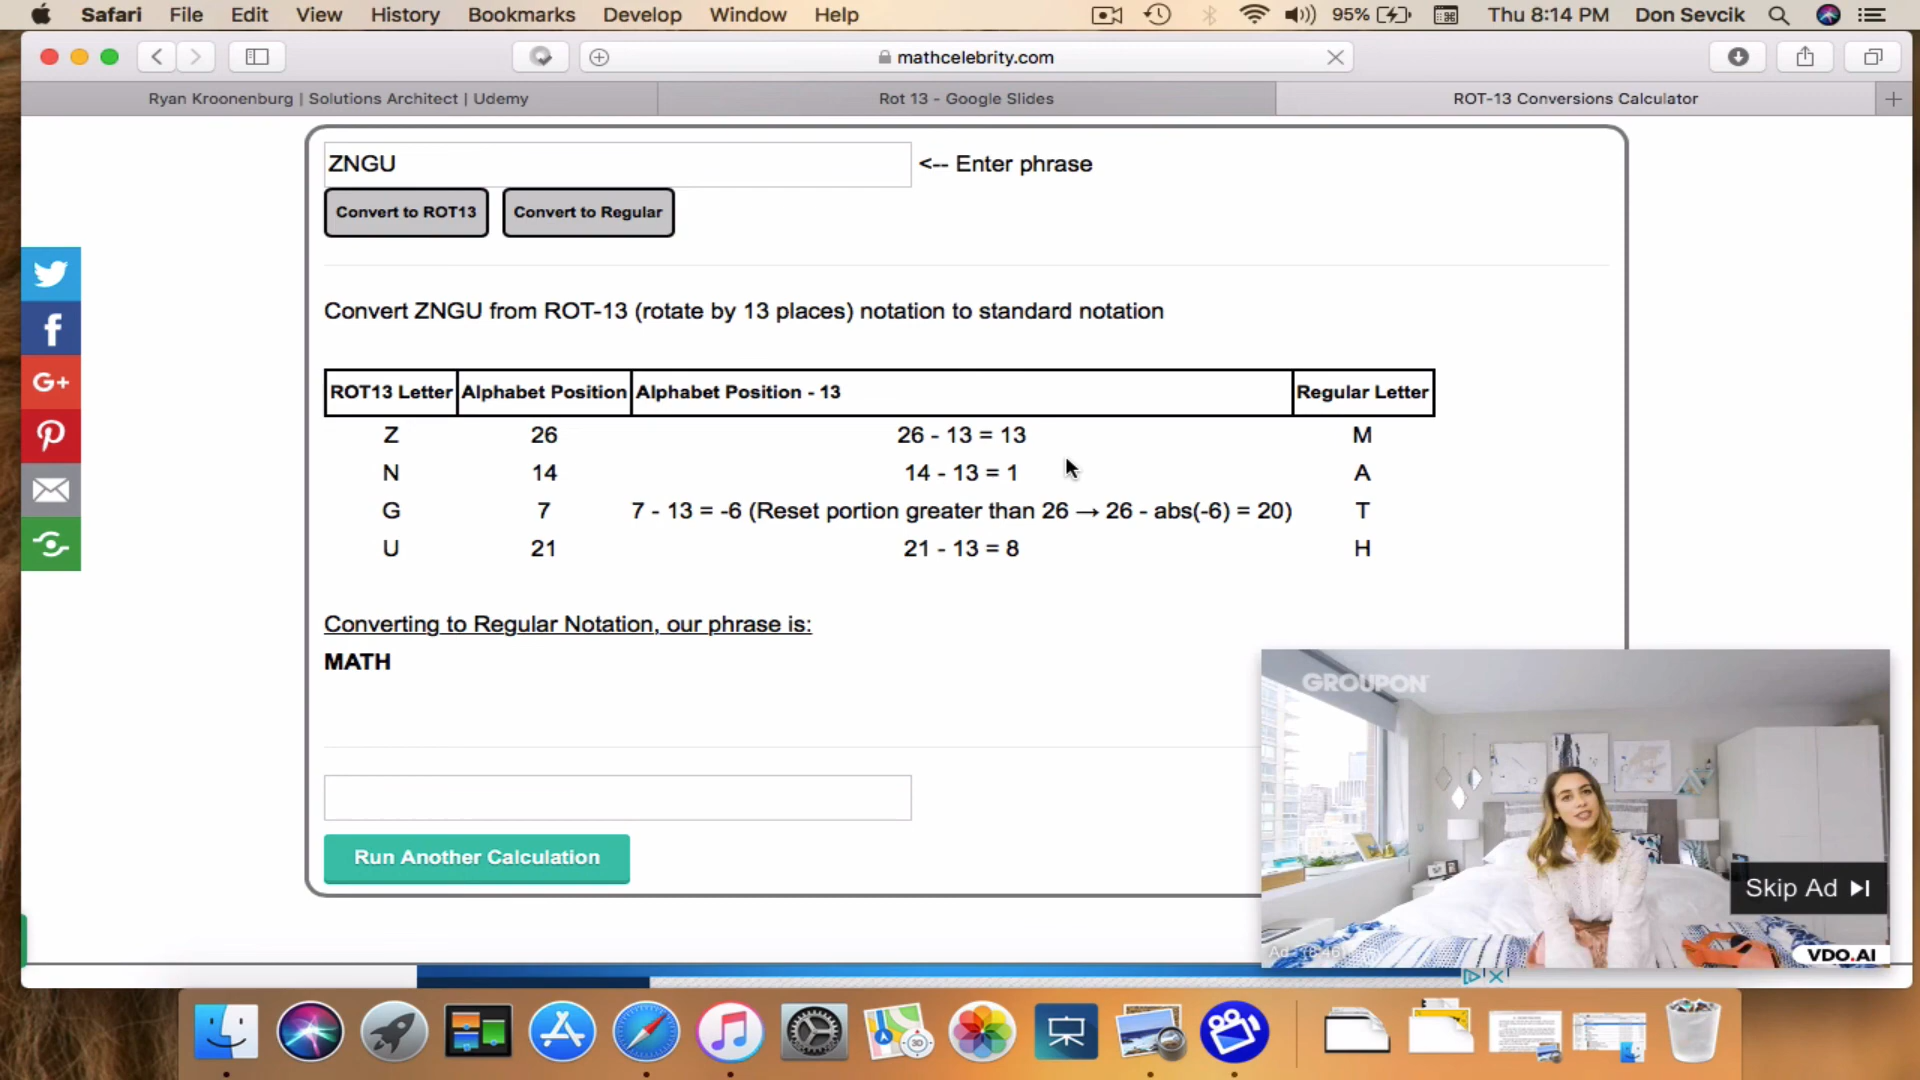 Safari File Edit View History Bookmarks Develop Window Help 95% Thu 8:14 PM Don Sevcik
mathcelebrity.com
Ryan Kroonenburg | Solutions Architect | Udemy
Rot 13 - Google Slides
ROT-13 Conversions Calculator
ZNGU <-- Enter phrase
Convert to ROT13 Convert to Regular
Convert ZNGU from ROT-13 (rotate by 13 places) notation to standard notation
ROT13 Letter Alphabet Position Alphabet Position - 13 Regular Letter
Z 26 26 - 13 = 13 M
N 14 14 - 13 = 1 A
G 7 7 - 13 = -6 (Reset portion greater than 26 → 26 - abs(-6) = 20) T
U 21 21 - 13 = 8 H
Converting to Regular Notation, our phrase is:
MATH
GROUPON
Skip Ad
VDO.AI
Run Another Calculation